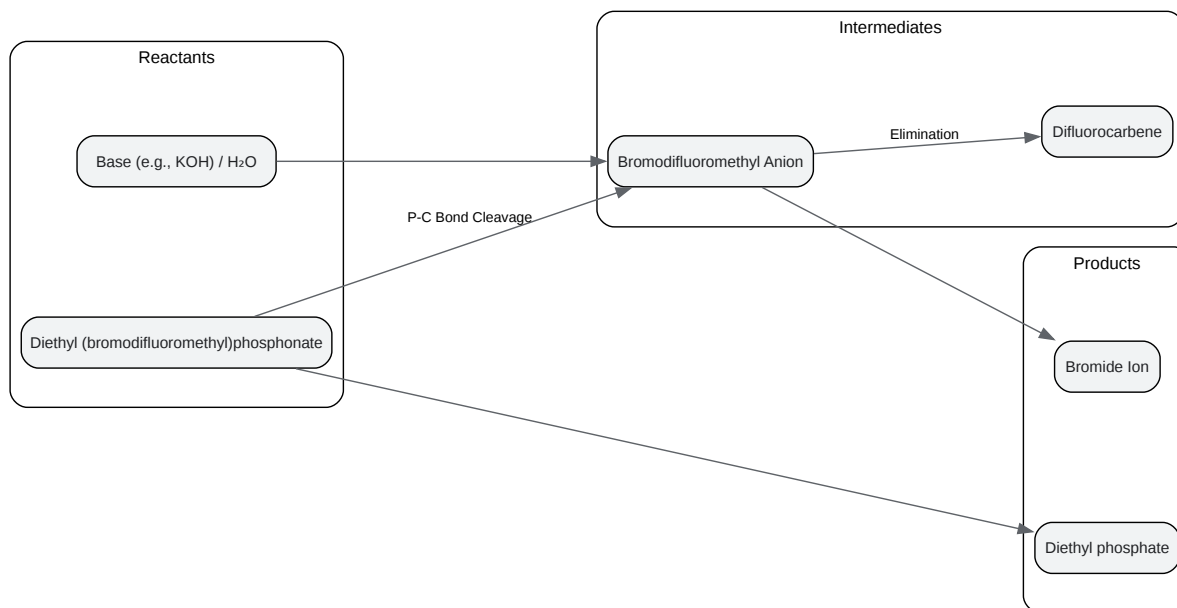 Reactants
Base (e.g., KOH) / H₂O
Diethyl (bromodifluoromethyl)phosphonate
P-C Bond Cleavage
Intermediates
Bromodifluoromethyl Anion
Elimination
Difluorocarbene
Products
Bromide Ion
Diethyl phosphate